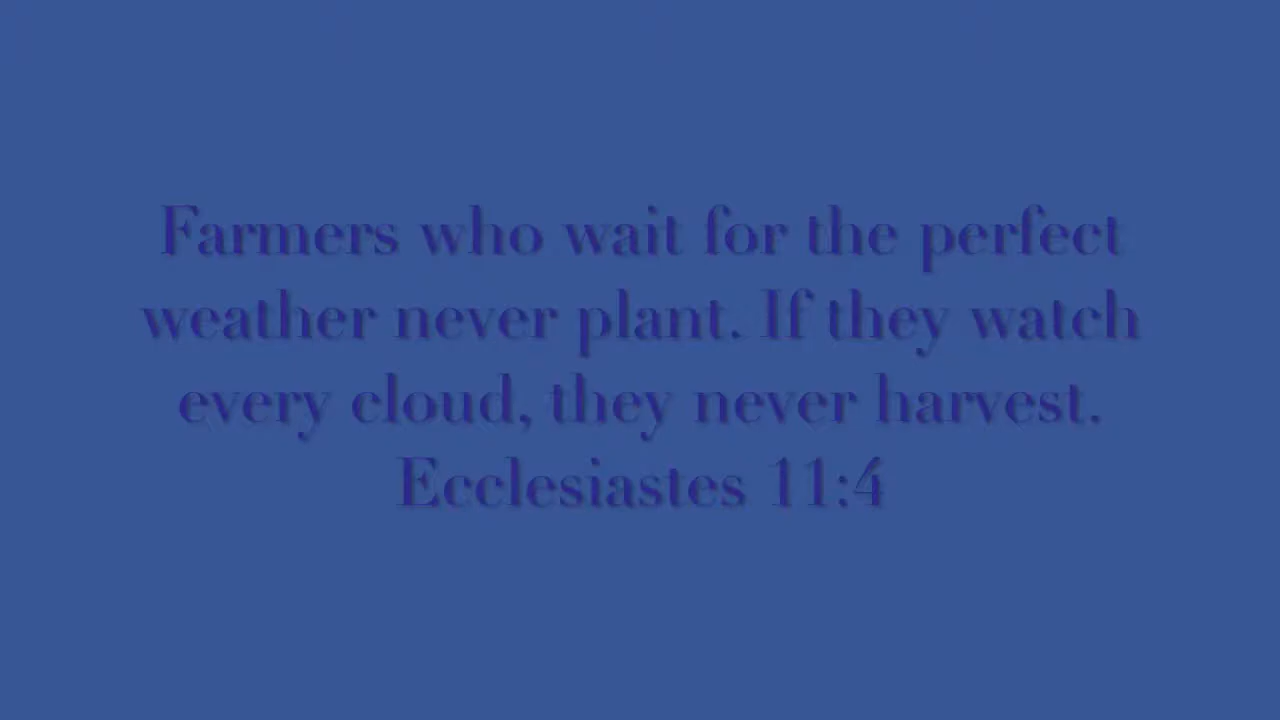 Farmers who wait for the perfect
weather never plant. If they watch
every cloud, they never harvest.
Ecclesiastes 11:4